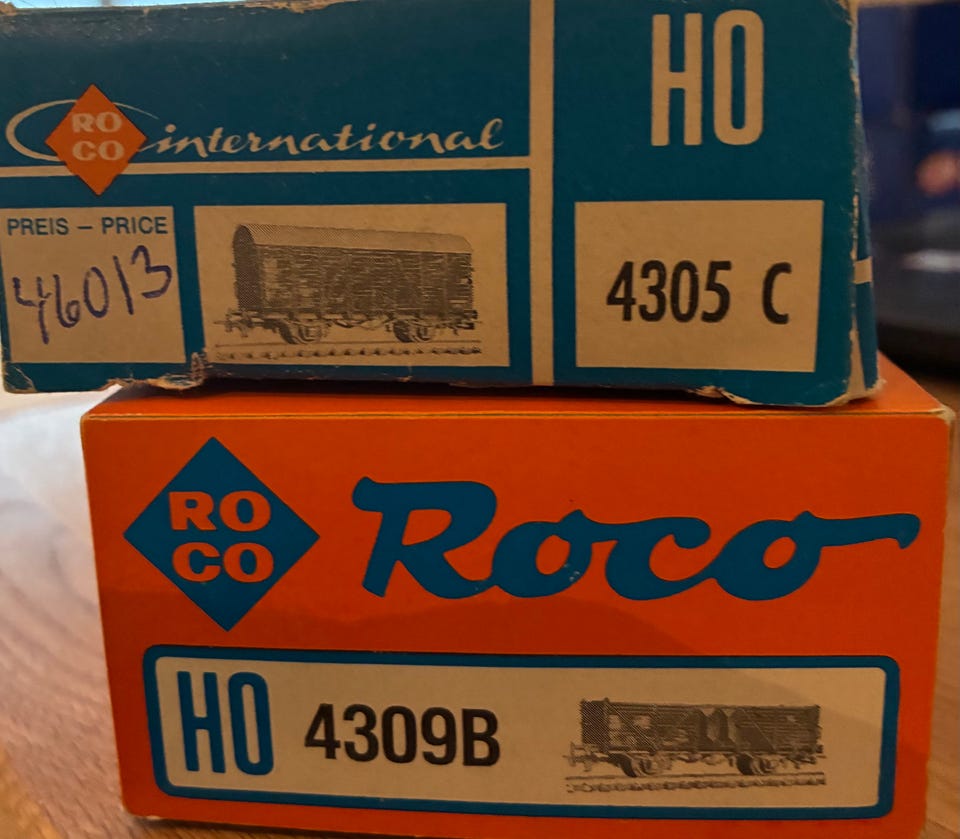 HO
RO
CO
international
PREIS – PRICE
46013
4305 C
RO
CO
Roco
HO
4309B